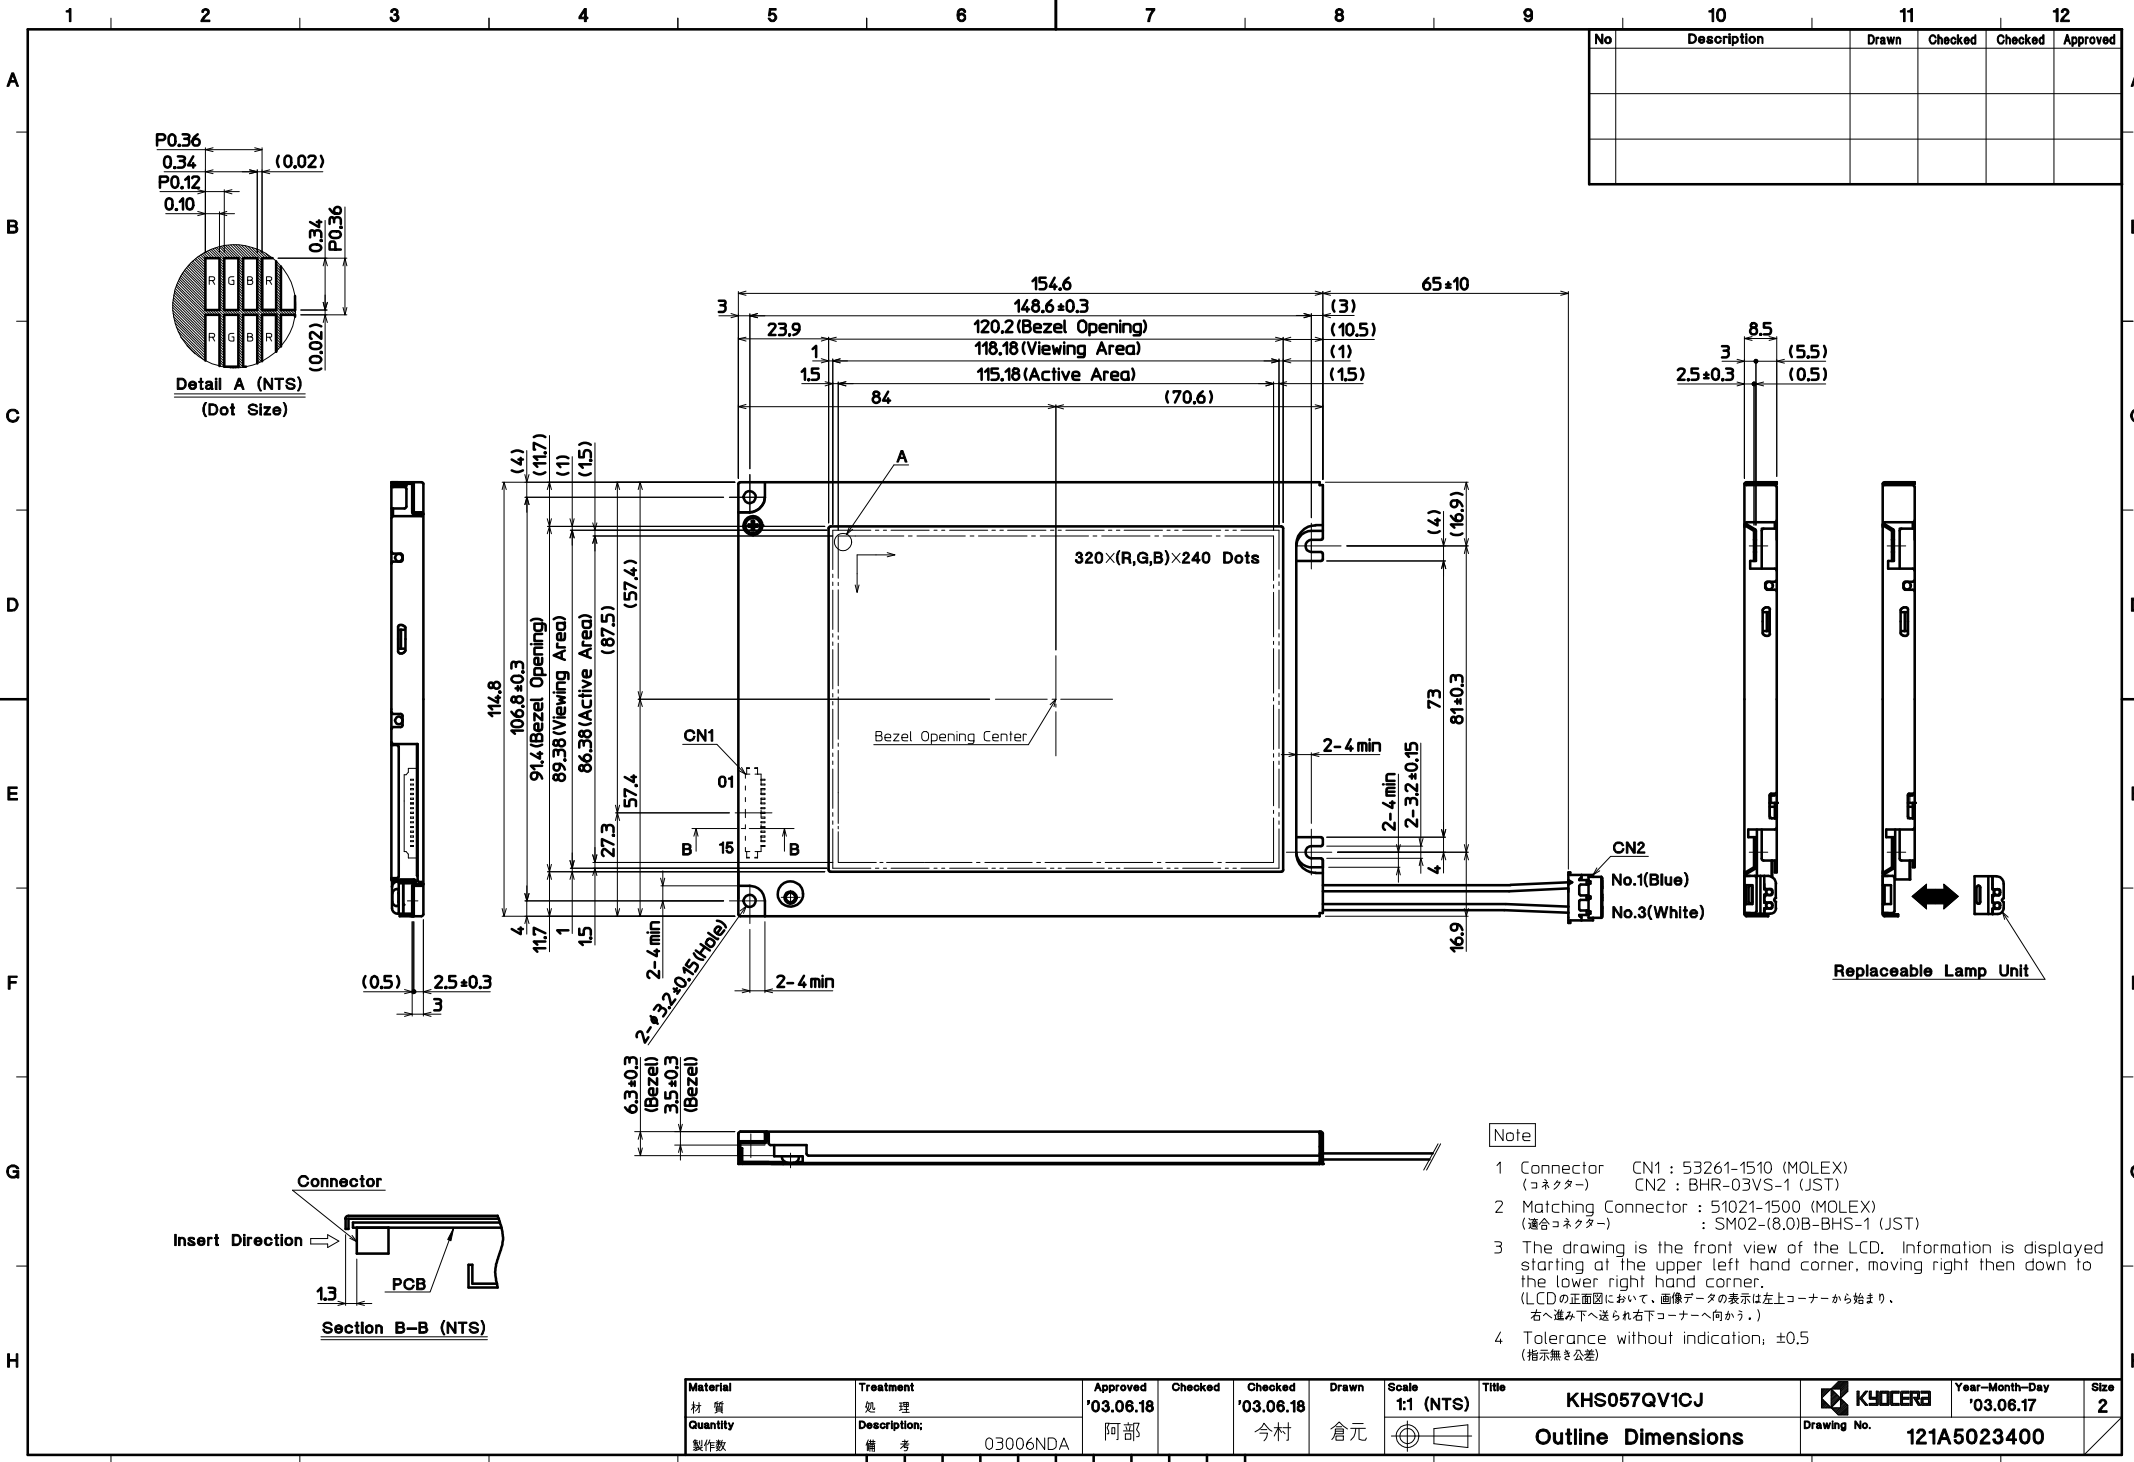 1 2 3 4 5 6 7 8 9 10 11 12
A
B
C
D
E
F
G
H
No Description Drawn Checked Checked Approved
P0.36
0.34 (0.02)
P0.12
0.10
0.34
P0.36
(0.02)
R G B R
R G B R
Detail A (NTS)
(Dot Size)
154.6 65±10
3 148.6±0.3 (3)
23.9 120.2(Bezel Opening) (10.5)
1 118.18(Viewing Area) (1)
1.5 115.18(Active Area) (1.5)
84 (70.6)
8.5
3 (5.5)
2.5±0.3 (0.5)
(4)
(11.7)
(1)
(1.5)
A
320×(R,G,B)×240 Dots
(4)
(16.9)
114.8
106.8±0.3
91.4(Bezel Opening)
89.38(Viewing Area)
86.38(Active Area)
(87.5)
(57.4)
57.4
27.3
73
81±0.3
Bezel Opening Center
CN1
01
B 15 B
2-4min
2-4min
2-3.2±0.15
4
16.9
CN2
No.1(Blue)
No.3(White)
4
11.7
1
1.5
2-4min
2-ø3.2±0.15(Hole)
2-4min
(0.5) 2.5±0.3
3
Replaceable Lamp Unit
6.3±0.3
(Bezel)
3.5±0.3
(Bezel)
Connector
Insert Direction
PCB
1.3
Section B-B (NTS)
Note
1 Connector CN1 : 53261-1510 (MOLEX)
(コネクター) CN2 : BHR-03VS-1 (JST)
2 Matching Connector : 51021-1500 (MOLEX)
(適合コネクター) : SM02-(8.0)B-BHS-1 (JST)
3 The drawing is the front view of the LCD. Information is displayed
starting at the upper left hand corner, moving right then down to
the lower right hand corner.
(LCDの正面図において、画像データの表示は左上コーナーから始まり、
右へ進み下へ送られ右下コーナーへ向かう。)
4 Tolerance without indication; ±0.5
(指示無き公差)
Material Treatment Approved Checked Checked Drawn Scale Title Year-Month-Day Size
材 質 処 理 '03.06.18 '03.06.18 1:1 (NTS) KHS057QV1CJ KYOCERA '03.06.17 2
Quantity Description; 阿部 今村 倉元 Drawing No.
製作数 備 考 03006NDA Outline Dimensions 121A5023400